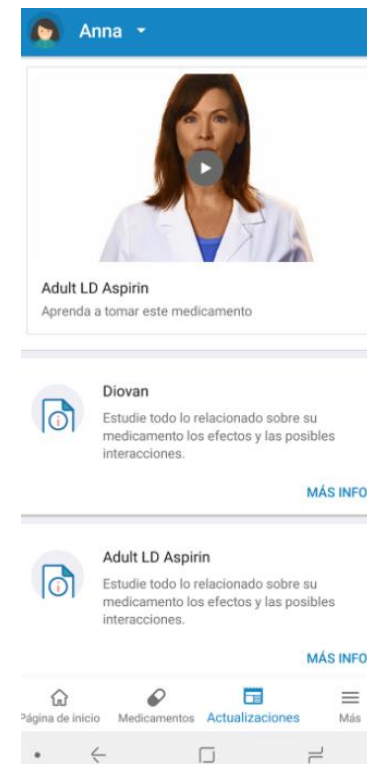 Anna
Adult LD Aspirin
Aprenda a tomar este medicamento
Diovan
Estudie todo lo relacionado sobre su
medicamento los efectos y las posibles
interacciones.
MÁS INFO
Adult LD Aspirin
Estudie todo lo relacionado sobre su
medicamento los efectos y las posibles
interacciones.
MÁS INFO
Página de inicio Medicamentos Actualizaciones Más